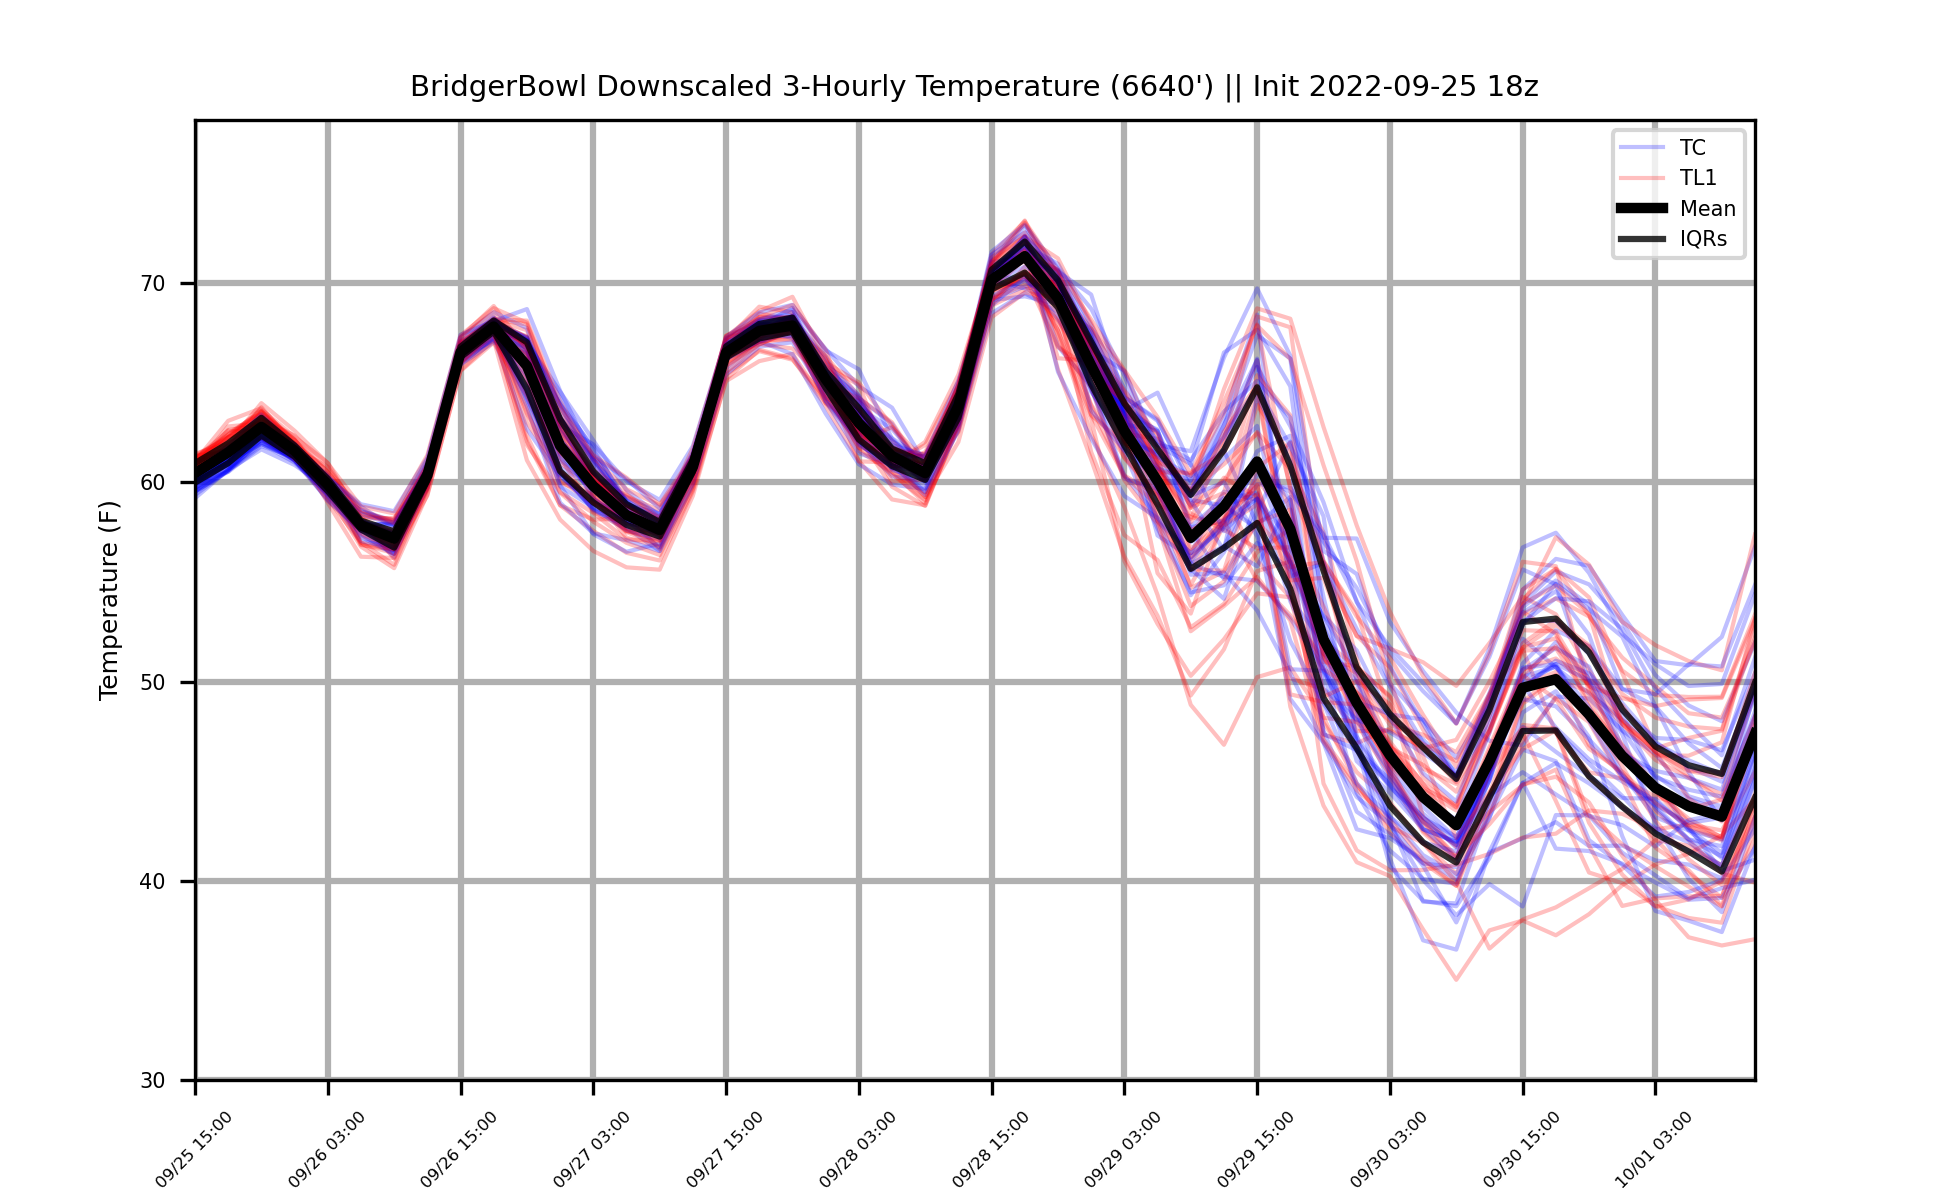 BridgerBowl Downscaled 3-Hourly Temperature (6640') || Init 2022-09-25 18z
TC
TL1
Mean
IQRs
Temperature (F)
70
60
50
40
30
09/25 15:00
09/26 03:00
09/26 15:00
09/27 03:00
09/27 15:00
09/28 03:00
09/28 15:00
09/29 03:00
09/29 15:00
09/30 03:00
09/30 15:00
10/01 03:00